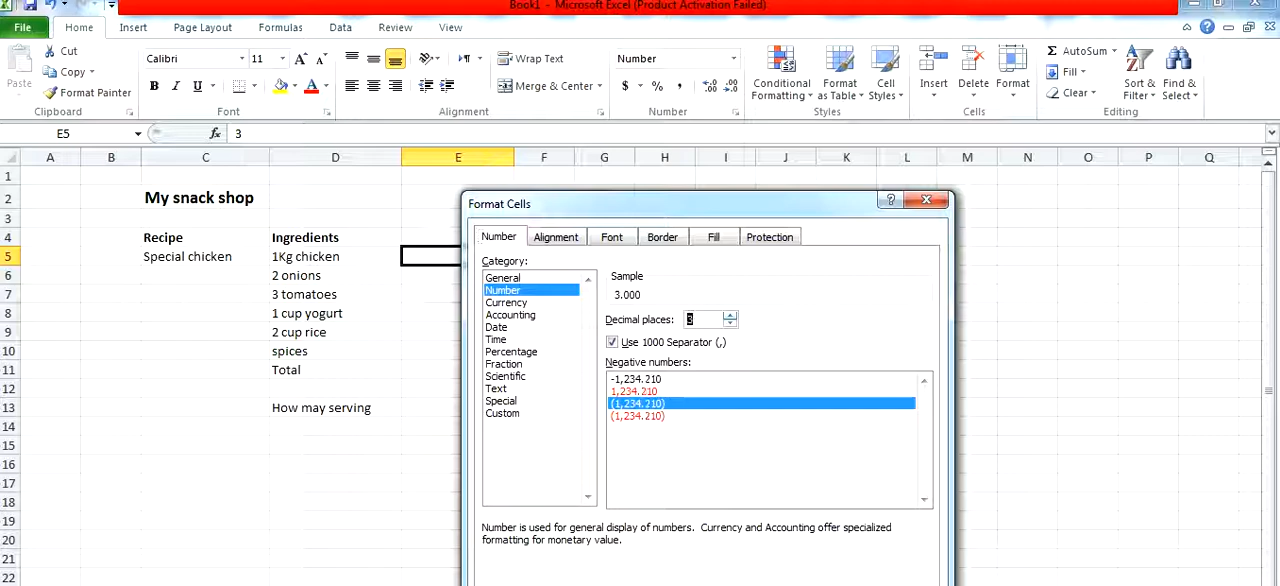 Book1 - Microsoft Excel (Product Activation Failed)
File Home Insert Page Layout Formulas Data Review View
Paste
Cut
Copy
Format Painter
Clipboard
Calibri 11
B I U
Font
Wrap Text
Merge & Center
Alignment
Number
$ % ,
Number
Conditional Formatting
Format as Table
Cell Styles
Styles
Insert Delete Format
Cells
Σ AutoSum
Fill
Clear
Sort & Filter
Find & Select
Editing
E5 fx 3
A B C D E F G H I J K L M N O P Q
1
2 My snack shop
3
4 Recipe Ingredients
5 Special chicken 1Kg chicken
6 2 onions
7 3 tomatoes
8 1 cup yogurt
9 2 cup rice
10 spices
11 Total
12
13 How may serving
14
15
16
17
18
19
20
21
22
Format Cells
Number Alignment Font Border Fill Protection
Category:
General
Number
Currency
Accounting
Date
Time
Percentage
Fraction
Scientific
Text
Special
Custom
Sample
3.000
Decimal places: 3
Use 1000 Separator (,)
Negative numbers:
-1,234.210
1,234.210
(1,234.210)
(1,234.210)
Number is used for general display of numbers. Currency and Accounting offer specialized
formatting for monetary value.